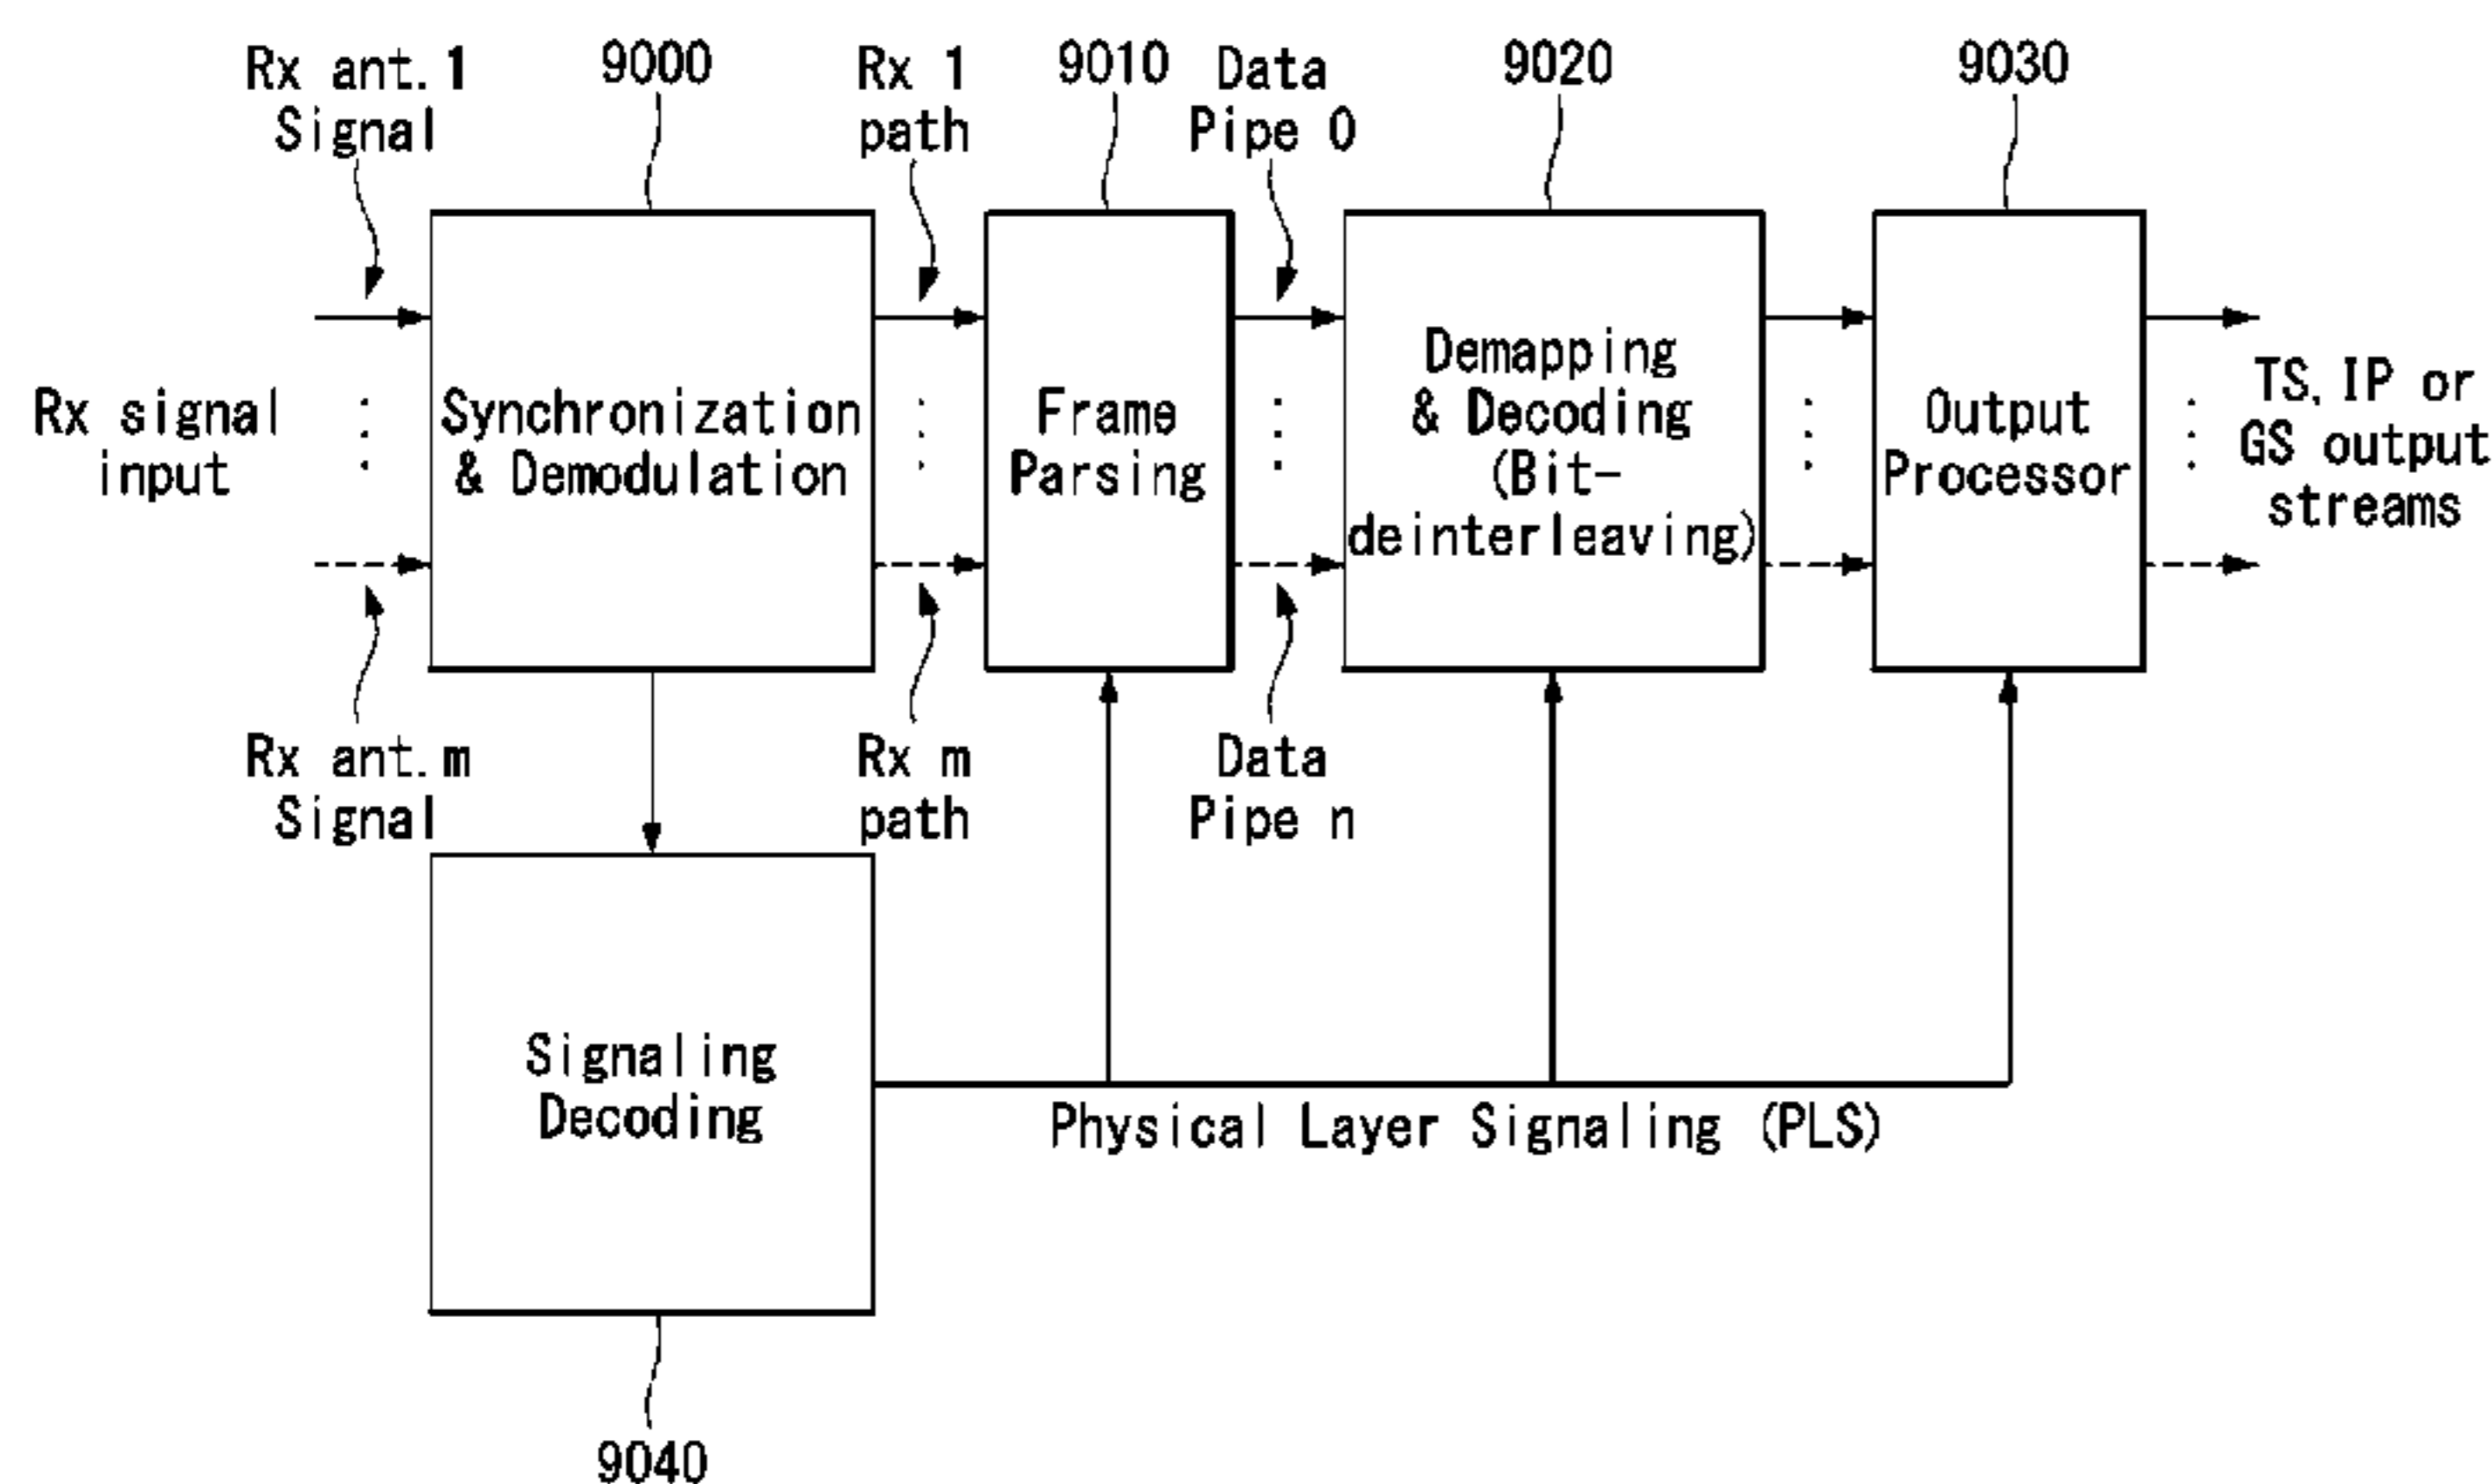 Rx ant.1
Signal
9000
Rx 1
path
9010
Data
Pipe 0
9020
9030
Rx signal
input
Synchronization
& Demodulation
Frame
Parsing
Demapping
& Decoding
(Bit-
deinterleaving)
Output
Processor
TS, IP or
GS output
streams
Rx ant.m
Signal
Rx m
path
Data
Pipe n
Signaling
Decoding
Physical Layer Signaling (PLS)
9040